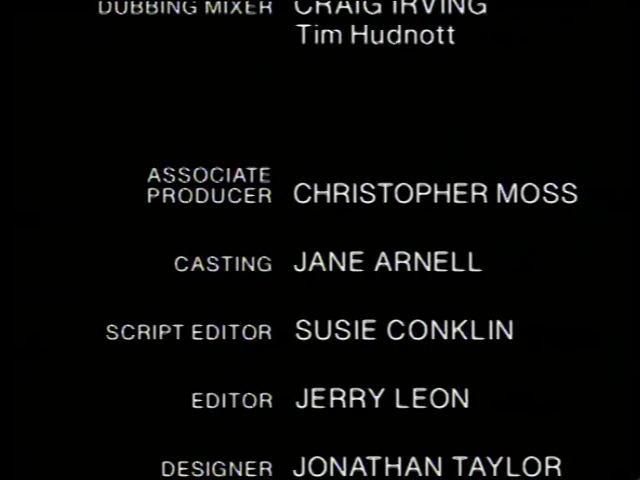 DUBBING MIXER CRAIG IRVING
Tim Hudnott
ASSOCIATE
PRODUCER CHRISTOPHER MOSS
CASTING JANE ARNELL
SCRIPT EDITOR SUSIE CONKLIN
EDITOR JERRY LEON
DESIGNER JONATHAN TAYLOR